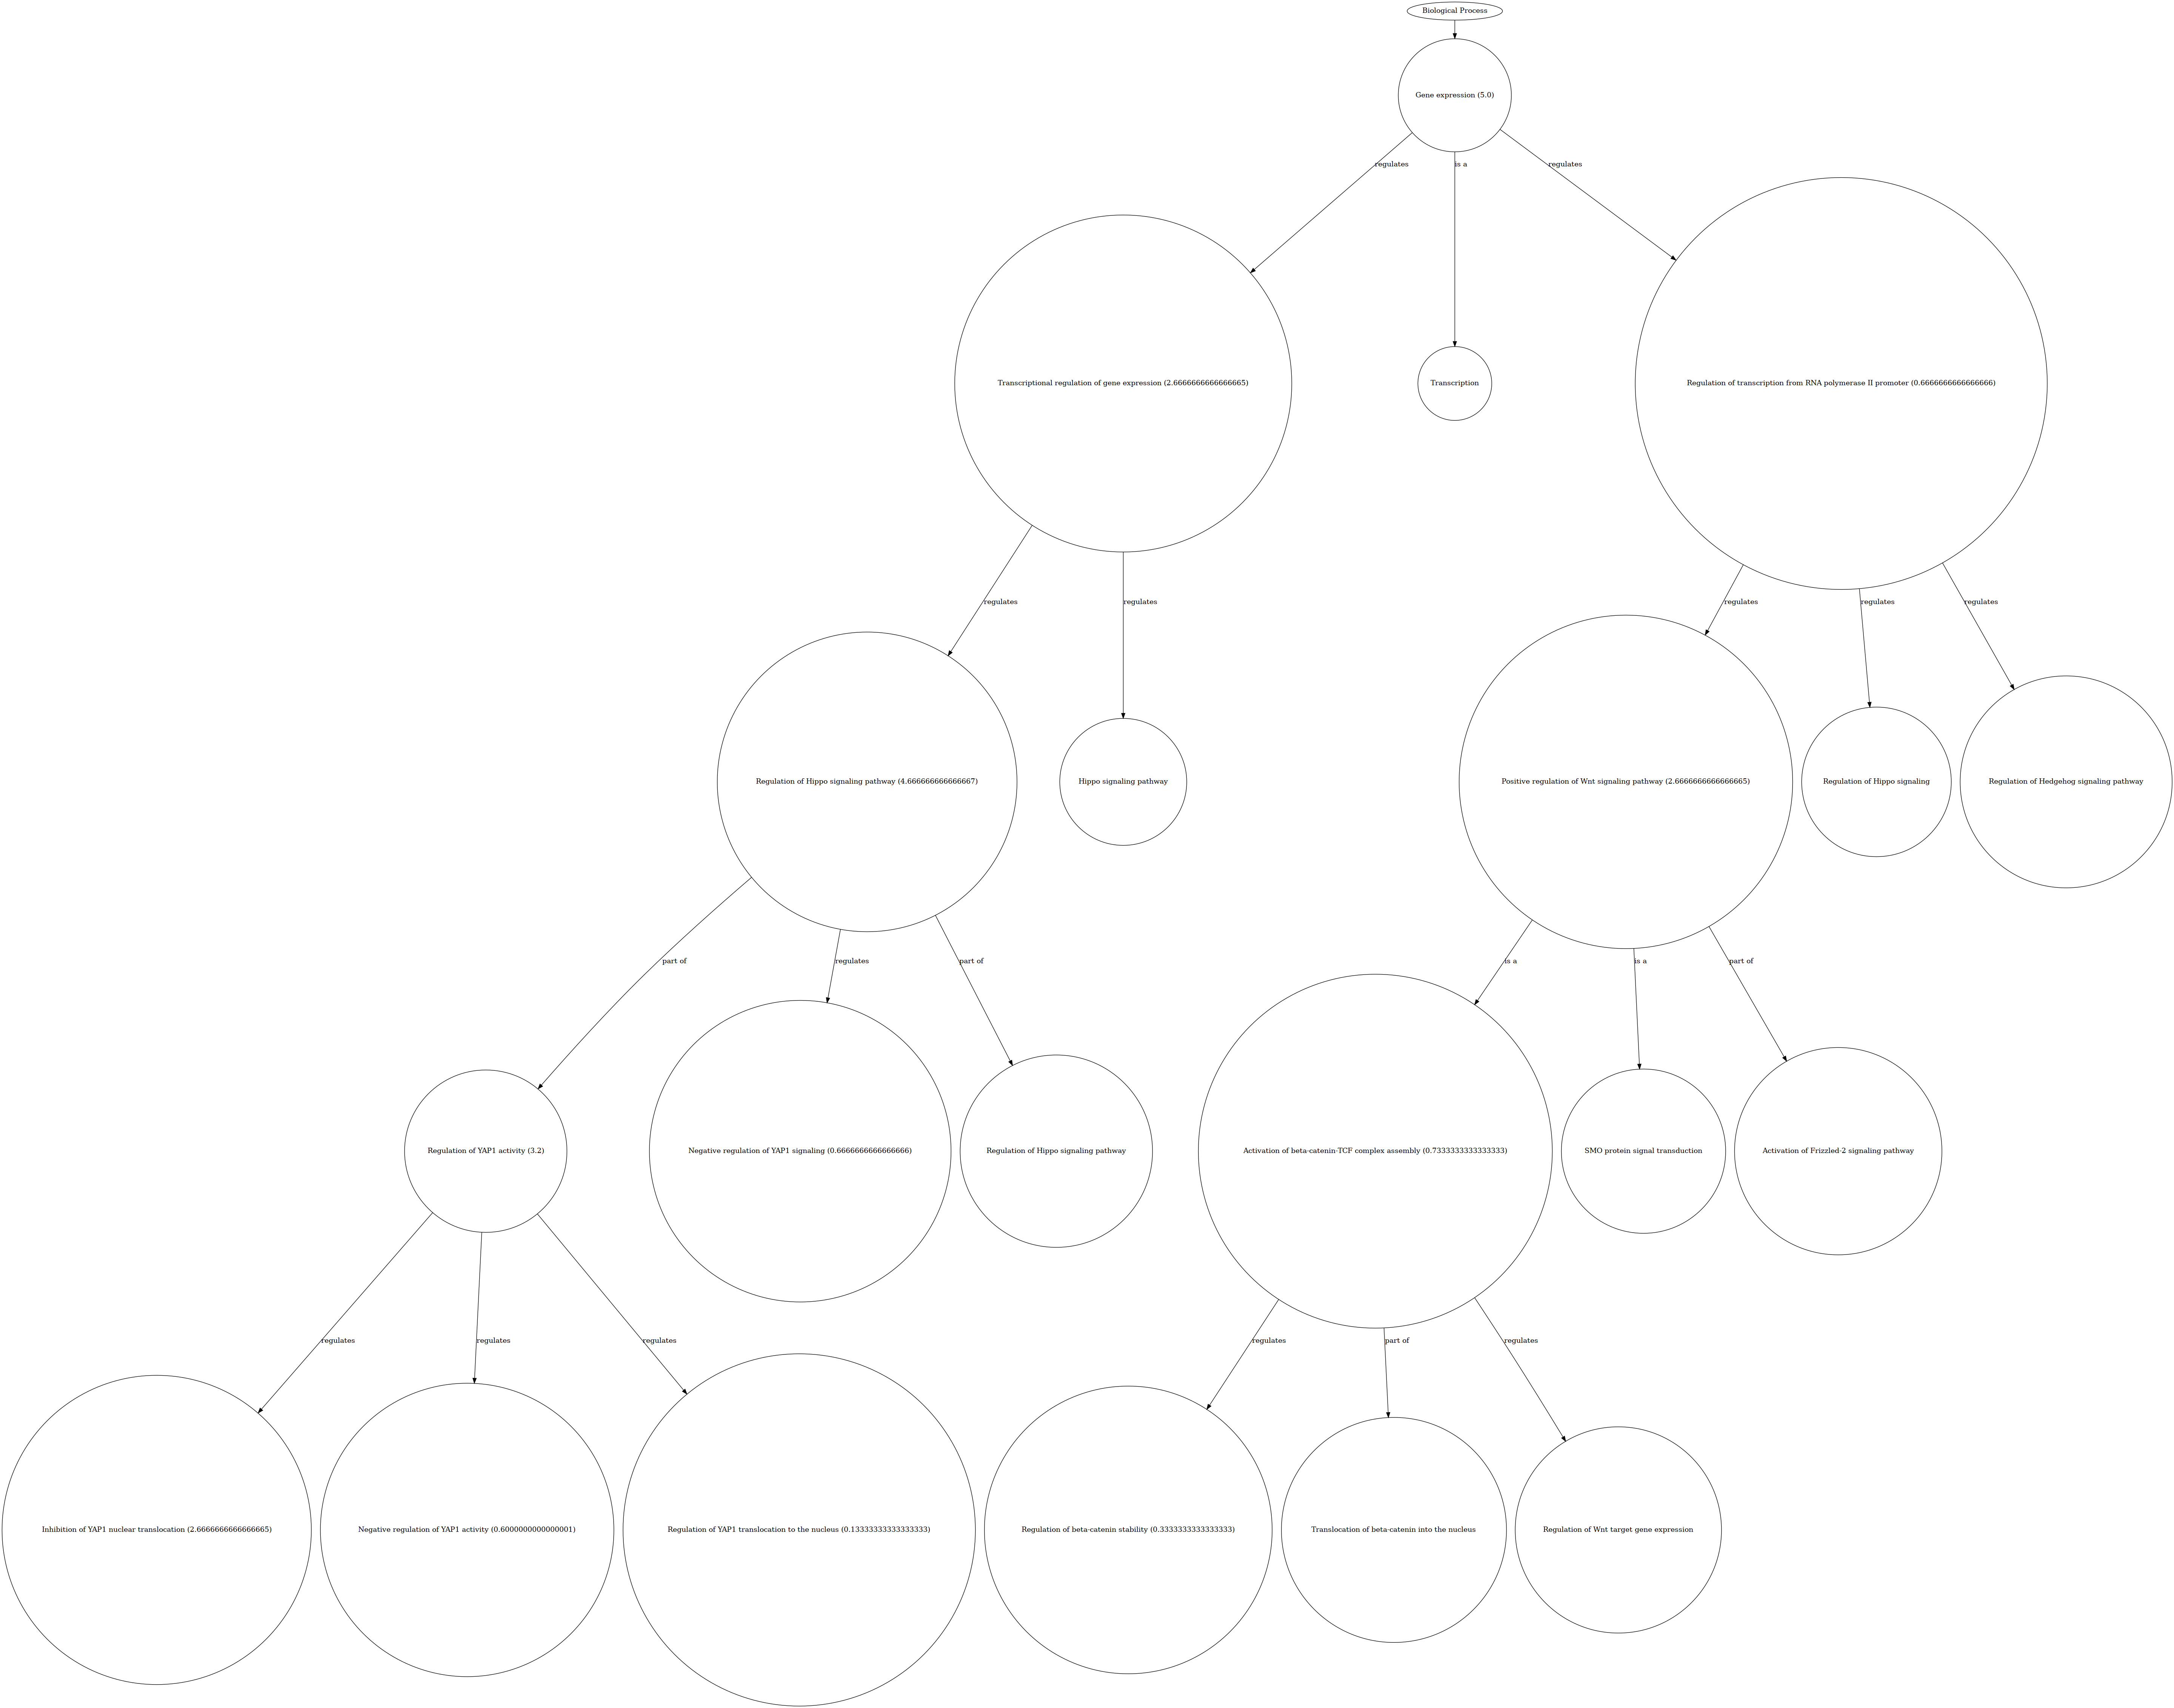 Biological Process
Gene expression (5.0)
regulates
is a
regulates
Transcriptional regulation of gene expression (2.6666666666666665)
Transcription
Regulation of transcription from RNA polymerase II promoter (0.6666666666666666)
regulates
regulates
regulates
regulates
regulates
Regulation of Hippo signaling pathway (4.666666666666667)
Hippo signaling pathway
Positive regulation of Wnt signaling pathway (2.6666666666666665)
Regulation of Hippo signaling
Regulation of Hedgehog signaling pathway
part of
regulates
part of
is a
is a
part of
Regulation of YAP1 activity (3.2)
Negative regulation of YAP1 signaling (0.6666666666666666)
Regulation of Hippo signaling pathway
Activation of beta-catenin-TCF complex assembly (0.7333333333333333)
SMO protein signal transduction
Activation of Frizzled-2 signaling pathway
regulates
regulates
regulates
regulates
part of
regulates
Inhibition of YAP1 nuclear translocation (2.6666666666666665)
Negative regulation of YAP1 activity (0.6000000000000001)
Regulation of YAP1 translocation to the nucleus (0.13333333333333333)
Regulation of beta-catenin stability (0.3333333333333333)
Translocation of beta-catenin into the nucleus
Regulation of Wnt target gene expression